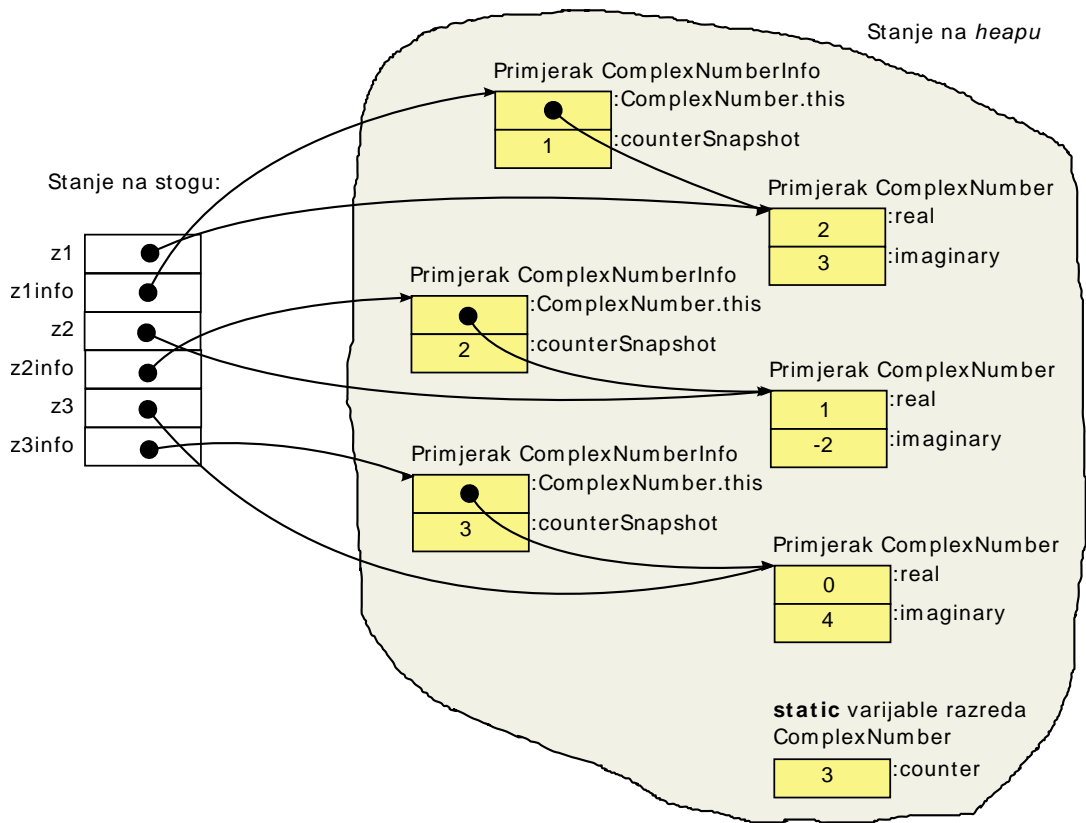 Stanje na heapu
Primjerak ComplexNumberInfo
:ComplexNumber.this
1
:counterSnapshot
Stanje na stogu:
Primjerak ComplexNumber
2
:real
3
:imaginary
z1
z1info
z2
z2info
z3
z3info
Primjerak ComplexNumberInfo
:ComplexNumber.this
2
:counterSnapshot
Primjerak ComplexNumber
1
:real
-2
:imaginary
Primjerak ComplexNumberInfo
:ComplexNumber.this
3
:counterSnapshot
Primjerak ComplexNumber
0
:real
4
:imaginary
static varijable razreda
ComplexNumber
3
:counter